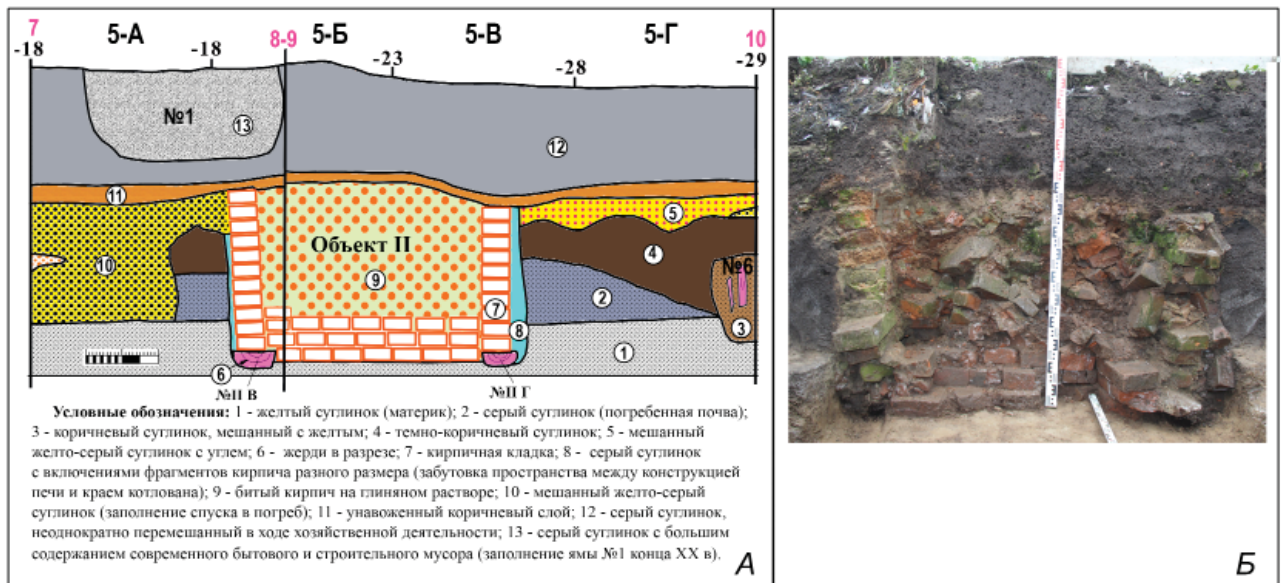 7 5-А 8-9 5-Б 5-В 5-Г 10
-18 -18 -23 -28 -29
№1
13
12
11
5
Объект II
4
10
№6
9
2
7
3
8
1
6
№II В №II Г
Условные обозначения: 1 - желтый суглинок (материк); 2 - серый суглинок (погребенная почва);
3 - коричневый суглинок, мешанный с желтым; 4 - темно-коричневый суглинок; 5 - мешанный
желто-серый суглинок с углем; 6 - жерди в разрезе; 7 - кирпичная кладка; 8 - серый суглинок
с включениями фрагментов кирпича разного размера (забутовка пространства между конструкцией
печи и краем котлована); 9 - битый кирпич на глиняном растворе; 10 - мешанный желто-серый
суглинок (заполнение спуска в погреб); 11 - унавоженный коричневый слой; 12 - серый суглинок,
неоднократно перемешанный в ходе хозяйственной деятельности; 13 - серый суглинок с большим
содержанием современного бытового и строительного мусора (заполнение ямы №1 конца XX в).
А
Б